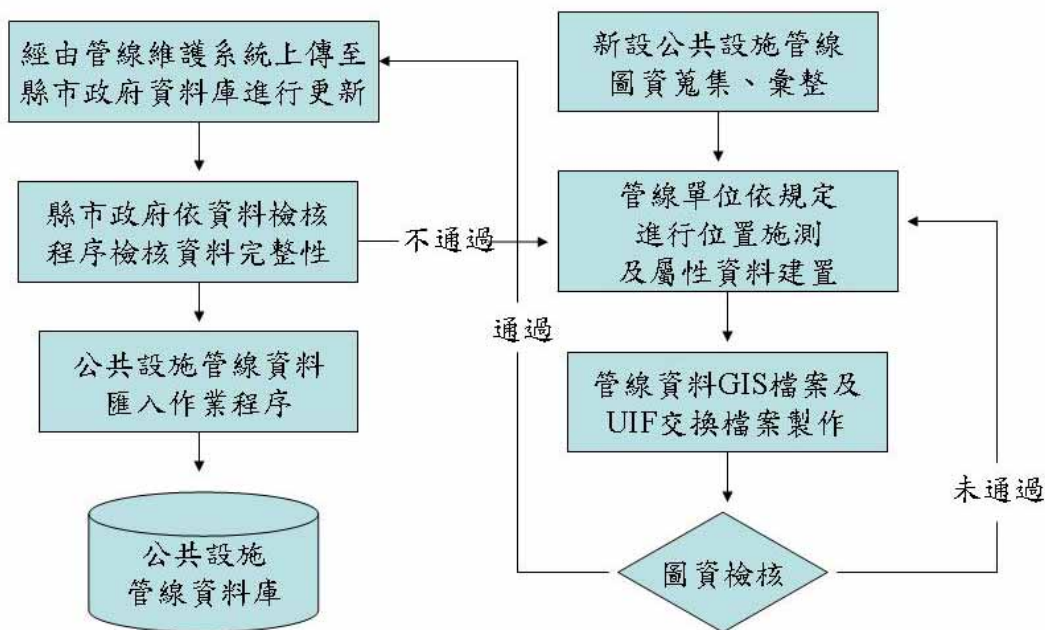 經由管線維護系統上傳至
縣市政府資料庫進行更新
縣市政府依資料檢核
程序檢核資料完整性
公共設施管線資料
匯入作業程序
公共設施
管線資料庫
不通過
通過
新設公共設施管線
圖資蒐集、彙整
管線單位依規定
進行位置施測
及屬性資料建置
管線資料GIS檔案及
UIF交換檔案製作
圖資檢核
未通過